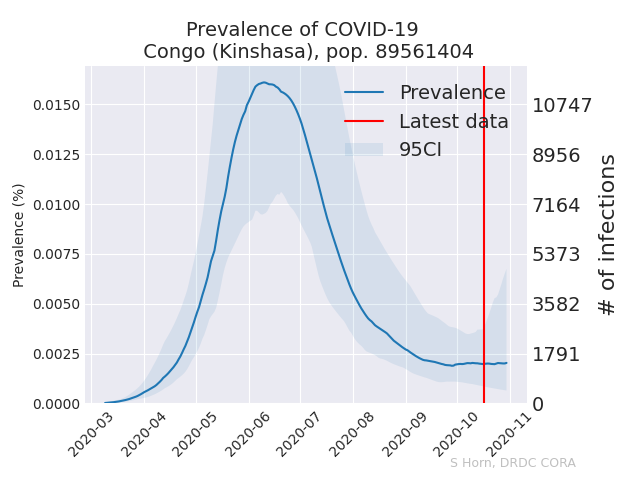 Prevalence of COVID-19
Congo (Kinshasa), pop. 89561404
Prevalence (%)
0.0150
0.0125
0.0100
0.0075
0.0050
0.0025
0.0000
Prevalence
Latest data
95CI
10747
8956
7164
5373
3582
1791
0
# of infections
2020-03
2020-04
2020-05
2020-06
2020-07
2020-08
2020-09
2020-10
2020-11
S Horn, DRDC CORA